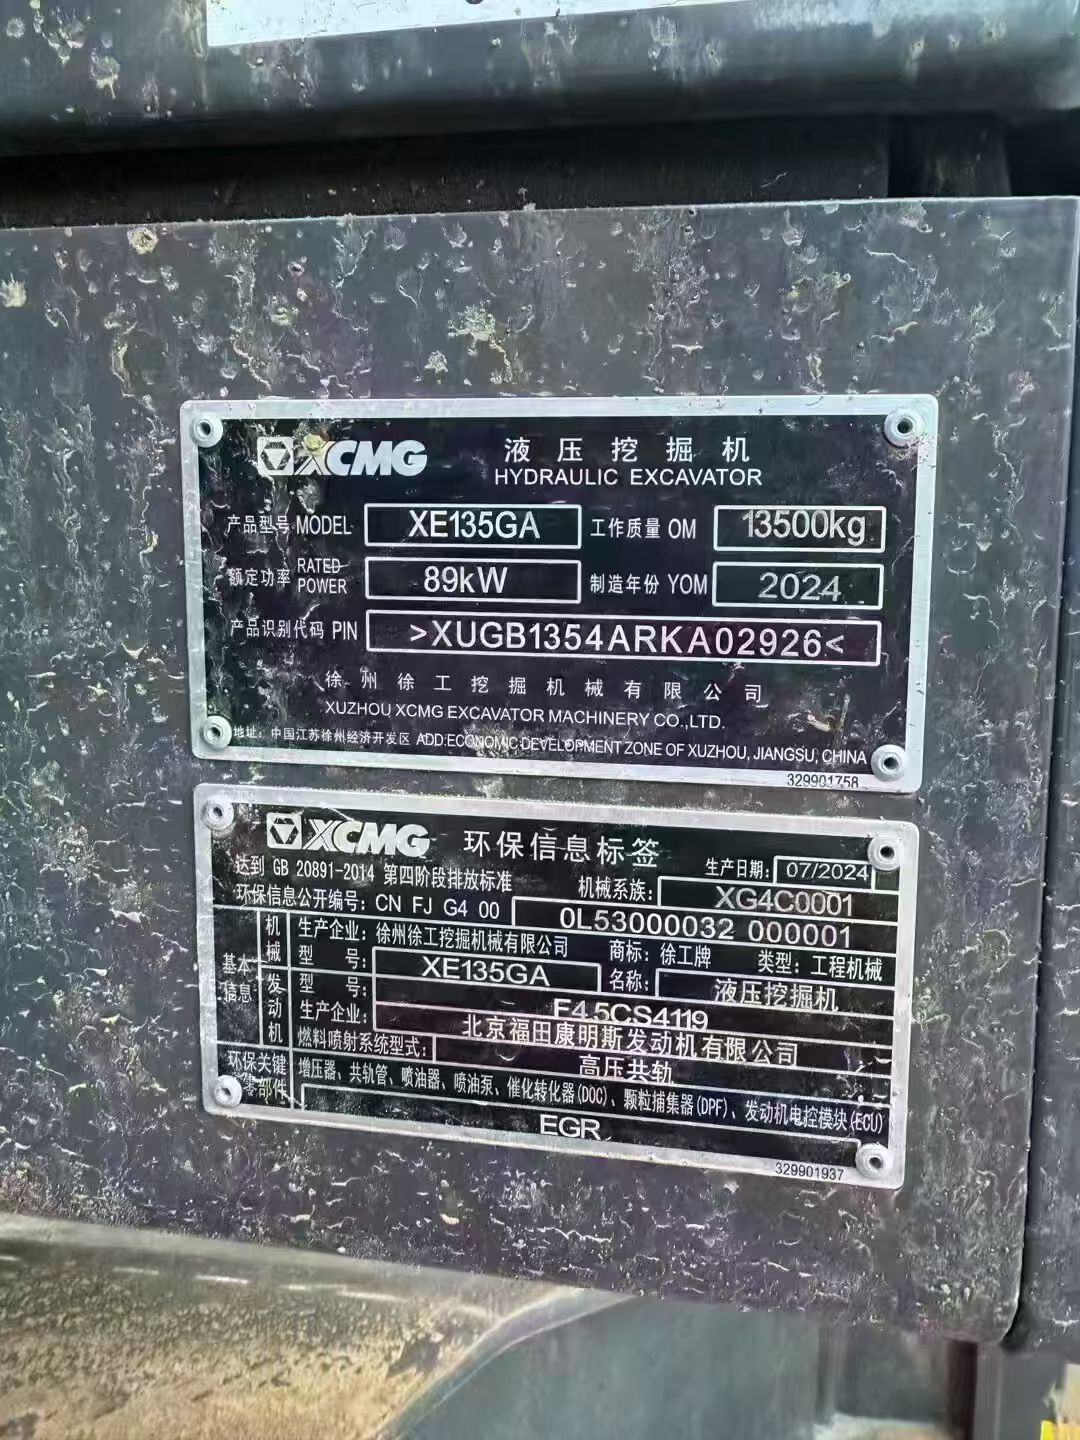 XCMG 液压挖掘机
HYDRAULIC EXCAVATOR
产品型号 MODEL XE135GA 工作质量 OM 13500kg
额定功率 RATED POWER 89kW 制造年份 YOM 2024
产品识别代码 PIN >XUGB1354ARKA02926<
徐州徐工挖掘机械有限公司
XUZHOU XCMG EXCAVATOR MACHINERY CO.,LTD.
地址：中国江苏徐州经济开发区 ADD:ECONOMIC DEVELOPMENT ZONE OF XUZHOU, JIANGSU, CHINA
329901758
XCMG 环保信息标签
达到 GB 20891-2014 第四阶段排放标准 生产日期: 07/2024
机械系族: XG4C0001
环保信息公开编号: CN FJ G4 00 0L53000032 000001
基本信息
机械
生产企业: 徐州徐工挖掘机械有限公司 商标: 徐工牌 类型: 工程机械
型号: XE135GA 名称: 液压挖掘机
发动机
型号: F4.5CS4119
生产企业: 北京福田康明斯发动机有限公司
燃料喷射系统型式: 高压共轨
环保关键零部件
增压器、共轨管、喷油器、喷油泵、催化转化器(DOC)、颗粒捕集器(DPF)、发动机电控模块(ECU)
EGR
329901937